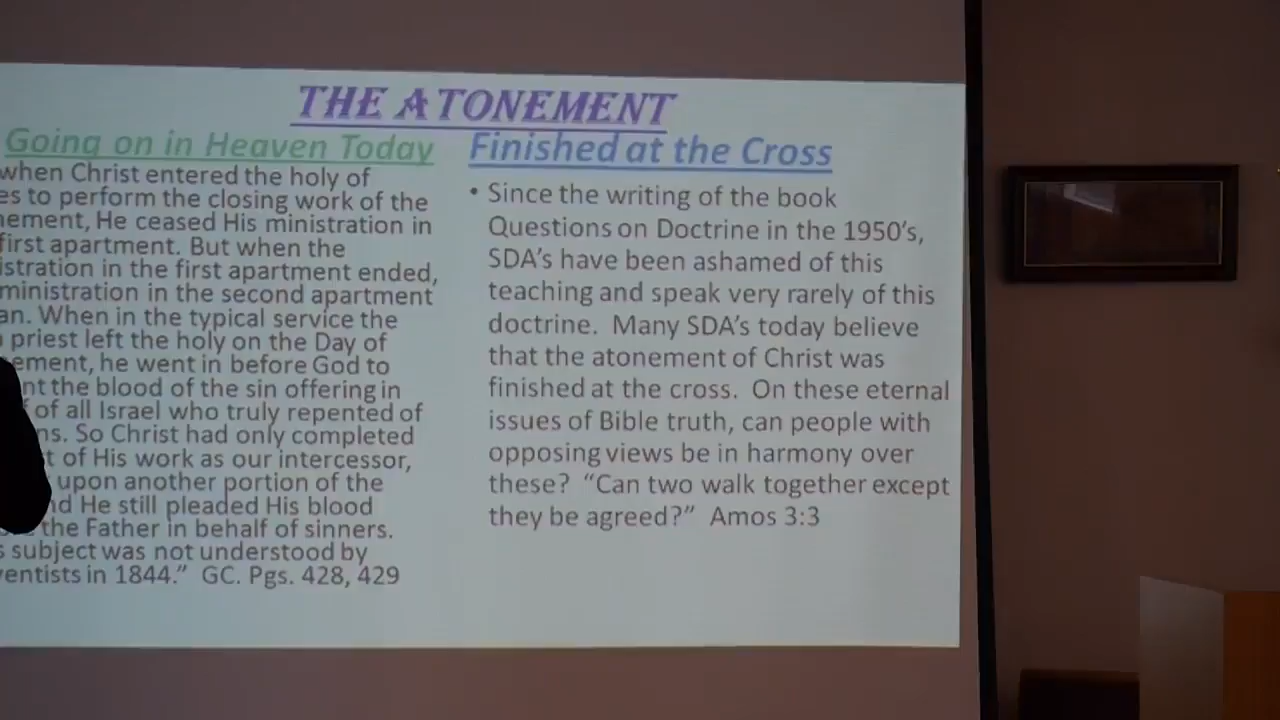 THE ATONEMENT
Going on in Heaven Today
when Christ entered the holy of
es to perform the closing work of the
nement, He ceased His ministration in
first apartment. But when the
istration in the first apartment ended,
ministration in the second apartment
an. When in the typical service the
priest left the holy on the Day of
ement, he went in before God to
nt the blood of the sin offering in
of all Israel who truly repented of
ns. So Christ had only completed
t of His work as our intercessor,
upon another portion of the
nd He still pleaded His blood
the Father in behalf of sinners.
s subject was not understood by
entists in 1844.” GC. Pgs. 428, 429
Finished at the Cross
• Since the writing of the book
Questions on Doctrine in the 1950’s,
SDA’s have been ashamed of this
teaching and speak very rarely of this
doctrine. Many SDA’s today believe
that the atonement of Christ was
finished at the cross. On these eternal
issues of Bible truth, can people with
opposing views be in harmony over
these? “Can two walk together except
they be agreed?” Amos 3:3